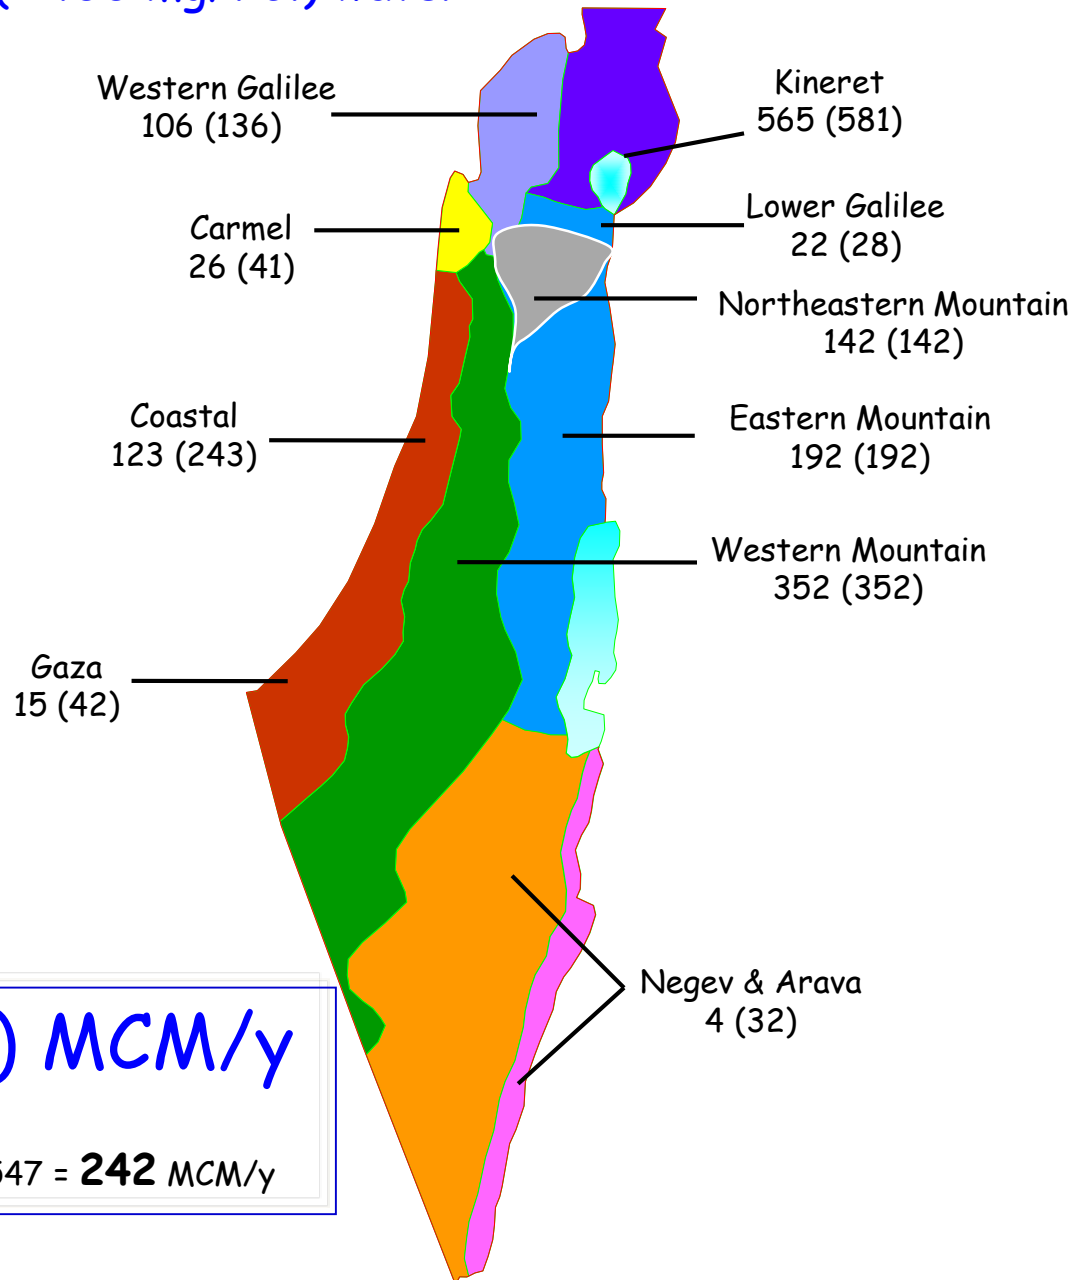 water
Western Galilee
106 (136)
Kineret
565 (581)
Carmel
26 (41)
Lower Galilee
22 (28)
Northeastern Mountain
142 (142)
Coastal
123 (243)
Eastern Mountain
192 (192)
Western Mountain
352 (352)
Gaza
15 (42)
Negev & Arava
4 (32)
) MCM/y
547 = 242 MCM/y